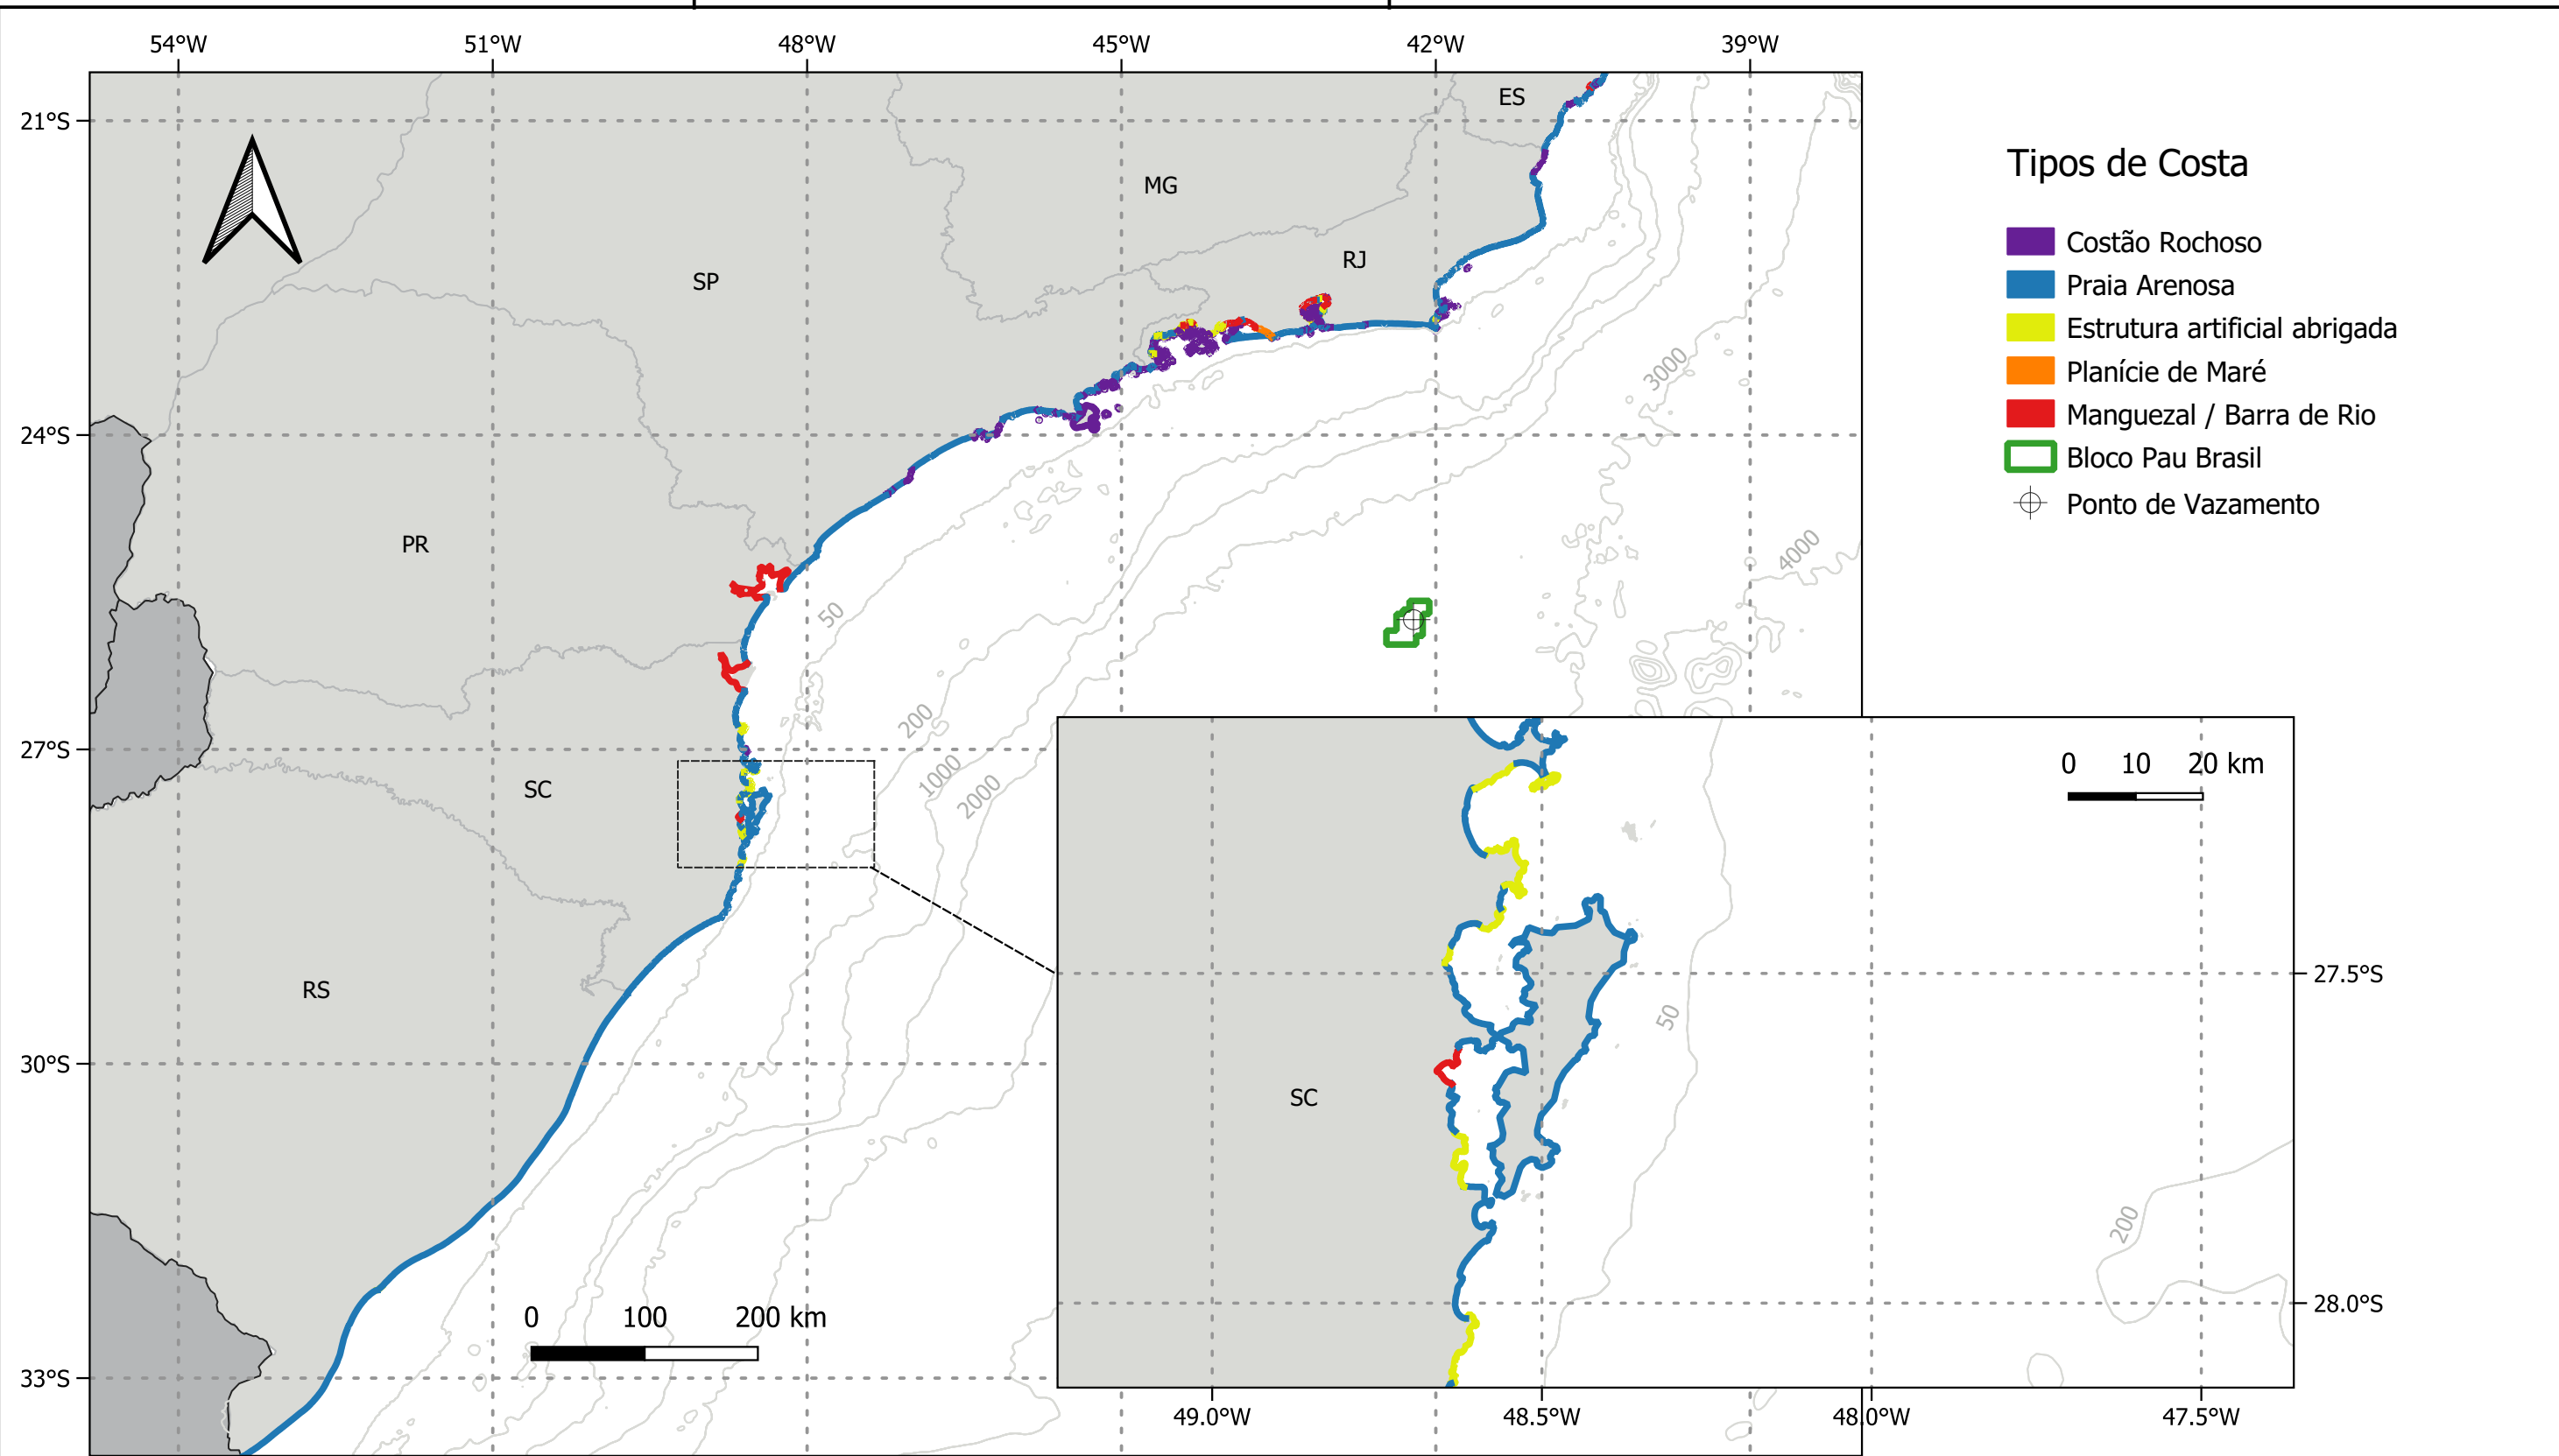 54°W 51°W 48°W 45°W 42°W 39°W
21°S
24°S
27°S
30°S
33°S
ES
MG
RJ
SP
PR
SC
RS
50
200
1000
2000
3000
4000
0 100 200 km
Tipos de Costa
Costão Rochoso
Praia Arenosa
Estrutura artificial abrigada
Planície de Maré
Manguezal / Barra de Rio
Bloco Pau Brasil
Ponto de Vazamento
0 10 20 km
SC
50
200
27.5°S
28.0°S
49.0°W 48.5°W 48.0°W 47.5°W